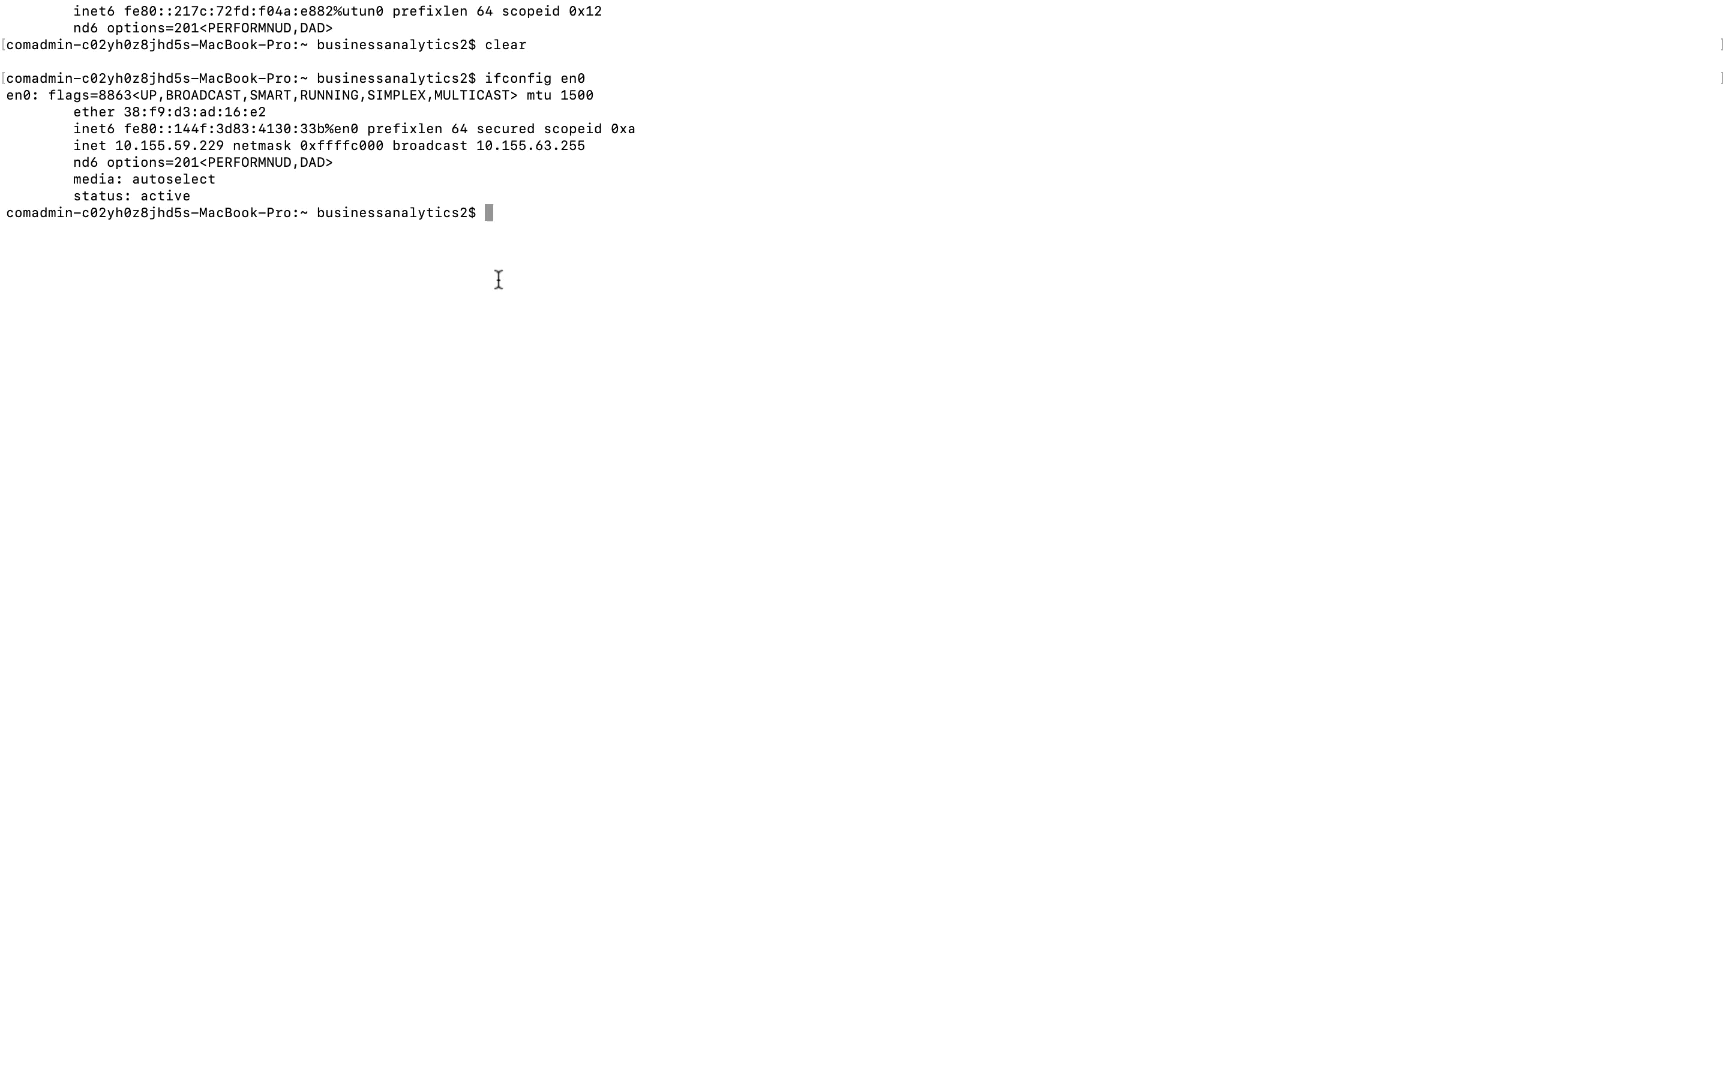 inet6 fe80::217c:72fd:f04a:e882%utun0 prefixlen 64 scopeid 0x12
nd6 options=201<PERFORMNUD,DAD>
[comadmin-c02yh0z8jhd5s-MacBook-Pro:~ businessanalytics2$ clear ]
[comadmin-c02yh0z8jhd5s-MacBook-Pro:~ businessanalytics2$ ifconfig en0 ]
en0: flags=8863<UP,BROADCAST,SMART,RUNNING,SIMPLEX,MULTICAST> mtu 1500
ether 38:f9:d3:ad:16:e2
inet6 fe80::144f:3d83:4130:33b%en0 prefixlen 64 secured scopeid 0xa
inet 10.155.59.229 netmask 0xffffc000 broadcast 10.155.63.255
nd6 options=201<PERFORMNUD,DAD>
media: autoselect
status: active
comadmin-c02yh0z8jhd5s-MacBook-Pro:~ businessanalytics2$